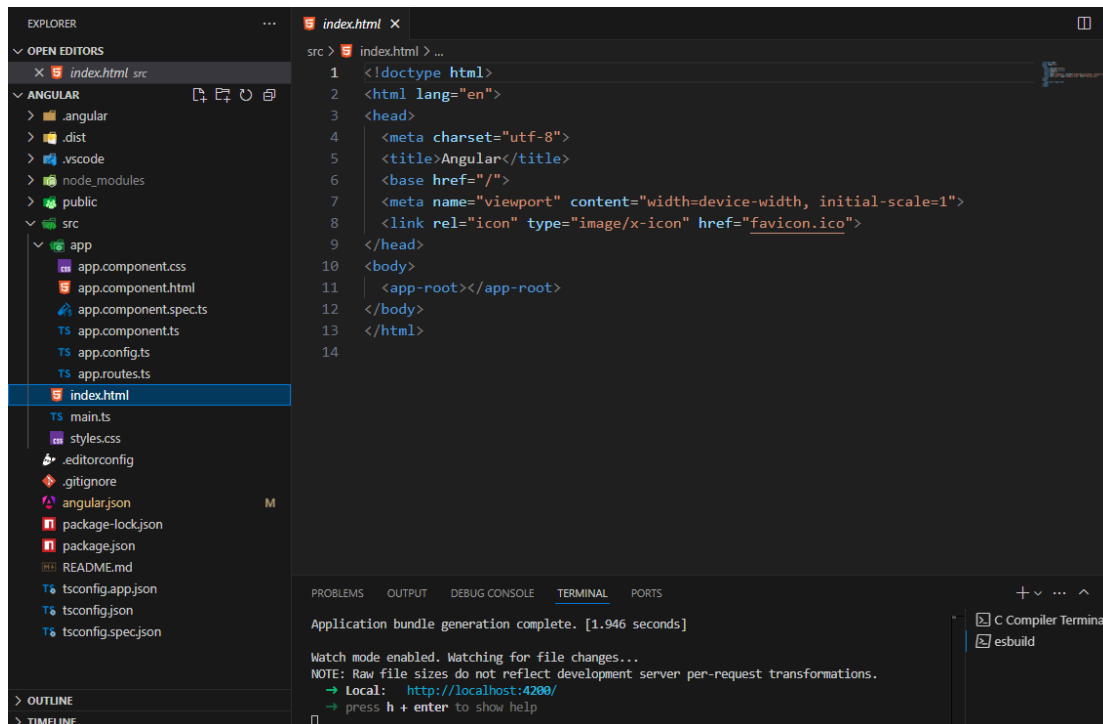 EXPLORER
OPEN EDITORS
index.html src
ANGULAR
.angular
.dist
.vscode
node_modules
public
src
app
app.component.css
app.component.html
app.component.spec.ts
TS app.component.ts
TS app.config.ts
TS app.routes.ts
index.html
TS main.ts
css styles.css
.editorconfig
.gitignore
angular.json M
package-lock.json
package.json
README.md
tsconfig.app.json
tsconfig.json
tsconfig.spec.json
OUTLINE
TIMELINE
index.html
src > index.html > ...
1 <!doctype html>
2 <html lang="en">
3 <head>
4 <meta charset="utf-8">
5 <title>Angular</title>
6 <base href="/">
7 <meta name="viewport" content="width=device-width, initial-scale=1">
8 <link rel="icon" type="image/x-icon" href="favicon.ico">
9 </head>
10 <body>
11 <app-root></app-root>
12 </body>
13 </html>
14
PROBLEMS OUTPUT DEBUG CONSOLE TERMINAL PORTS
Application bundle generation complete. [1.946 seconds]
Watch mode enabled. Watching for file changes...
NOTE: Raw file sizes do not reflect development server per-request transformations.
→ Local: http://localhost:4200/
→ press h + enter to show help
C Compiler Termina
esbuild